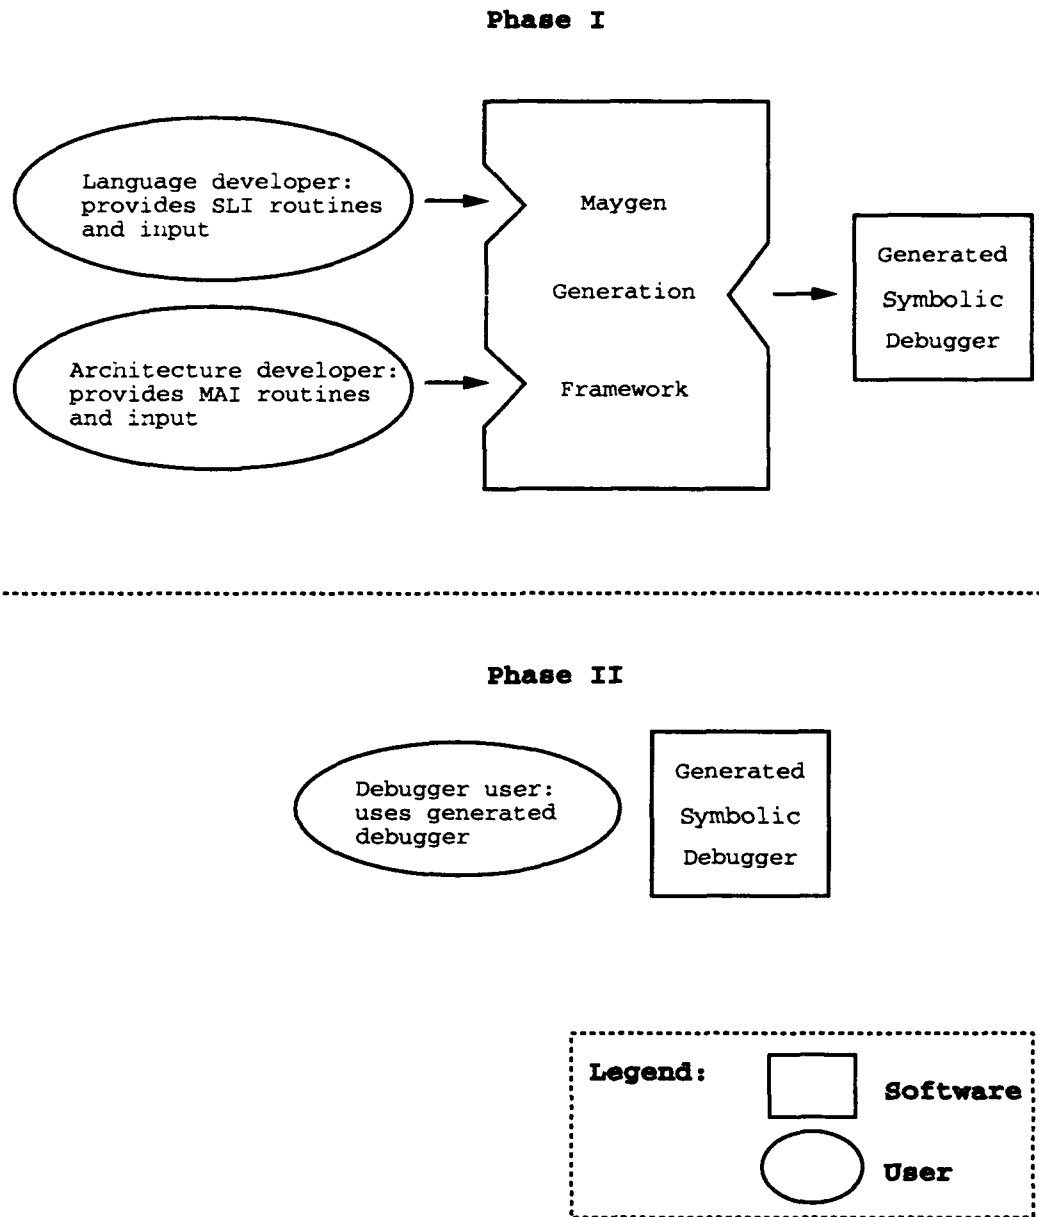 Phase I
Language developer:
provides SLI routines
and input
Architecture developer:
provides MAI routines
and input
Maygen
Generation
Framework
Generated
Symbolic
Debugger
Phase II
Debugger user:
uses generated
debugger
Generated
Symbolic
Debugger
Legend:
Software
User